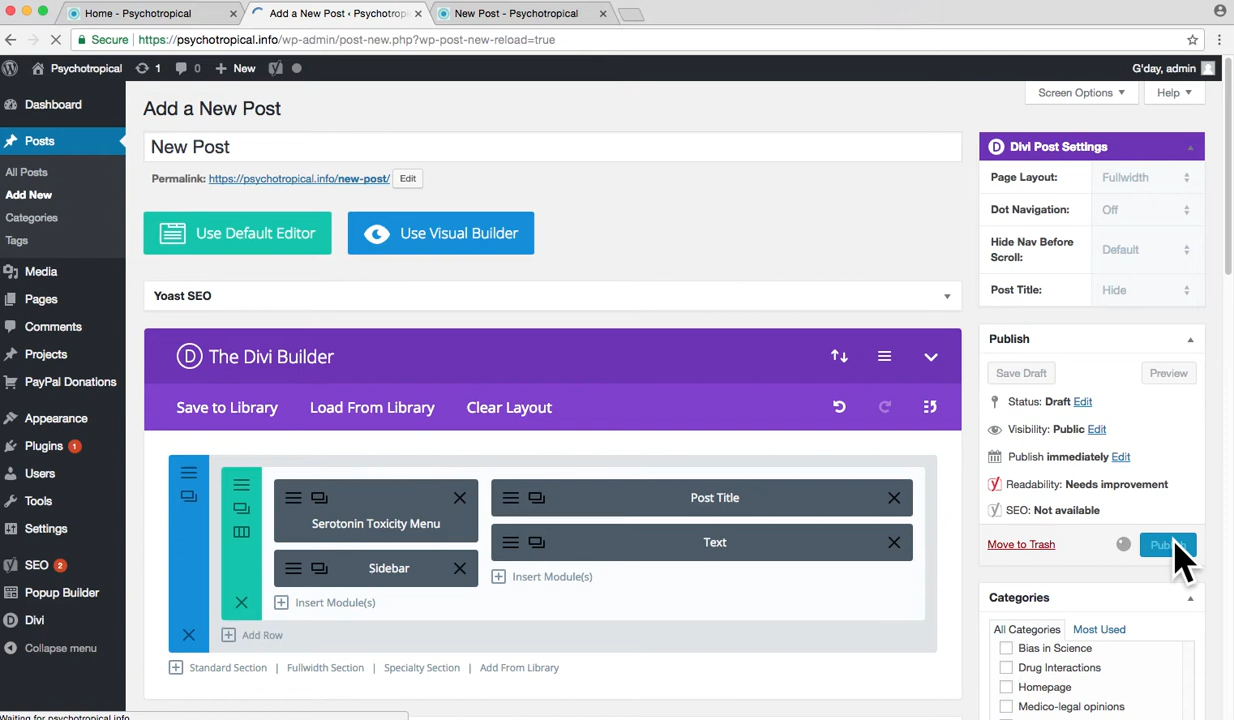 Home - Psychotropical
Add a New Post ‹ Psychotropi
New Post - Psychotropical
Secure
https://psychotropical.info/wp-admin/post-new.php?wp-post-new-reload=true
Psychotropical
1
0
New
G'day, admin
Dashboard
Posts
All Posts
Add New
Categories
Tags
Media
Pages
Comments
Projects
PayPal Donations
Appearance
Plugins 1
Users
Tools
Settings
SEO 2
Popup Builder
Divi
Collapse menu
Screen Options
Help
Add a New Post
New Post
Permalink: https://psychotropical.info/new-post/ Edit
Use Default Editor
Use Visual Builder
Yoast SEO
D The Divi Builder
Save to Library
Load From Library
Clear Layout
Serotonin Toxicity Menu
Sidebar
Insert Module(s)
Post Title
Text
Insert Module(s)
Add Row
Standard Section | Fullwidth Section | Specialty Section | Add From Library
D Divi Post Settings
Page Layout: Fullwidth
Dot Navigation: Off
Hide Nav Before
Scroll: Default
Post Title: Hide
Publish
Save Draft
Preview
Status: Draft Edit
Visibility: Public Edit
Publish immediately Edit
Readability: Needs improvement
SEO: Not available
Move to Trash
Publish
Categories
All Categories Most Used
Bias in Science
Drug Interactions
Homepage
Medico-legal opinions
Waiting for psychotropical.info